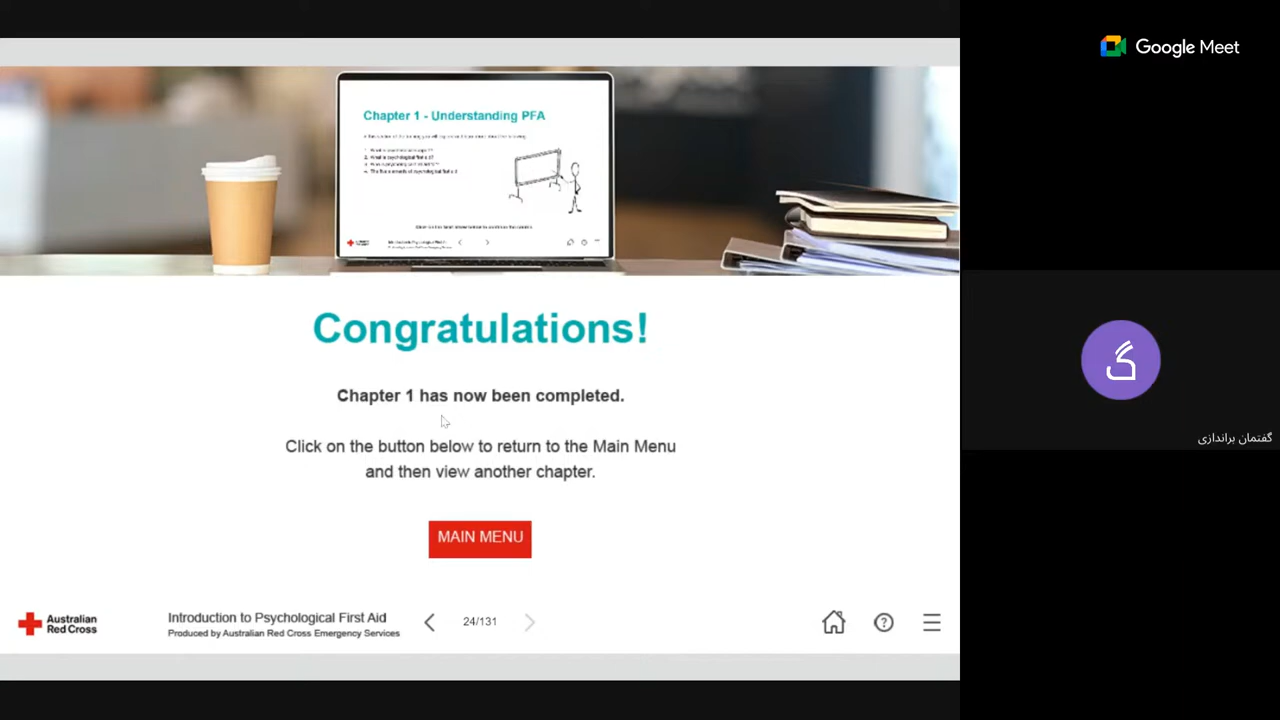 Google Meet
Chapter 1 - Understanding PFA
Congratulations!
Chapter 1 has now been completed.
Click on the button below to return to the Main Menu
and then view another chapter.
MAIN MENU
گ
گفتمان براندازی
Australian
Red Cross
Introduction to Psychological First Aid
Produced by Australian Red Cross Emergency Services
24/131